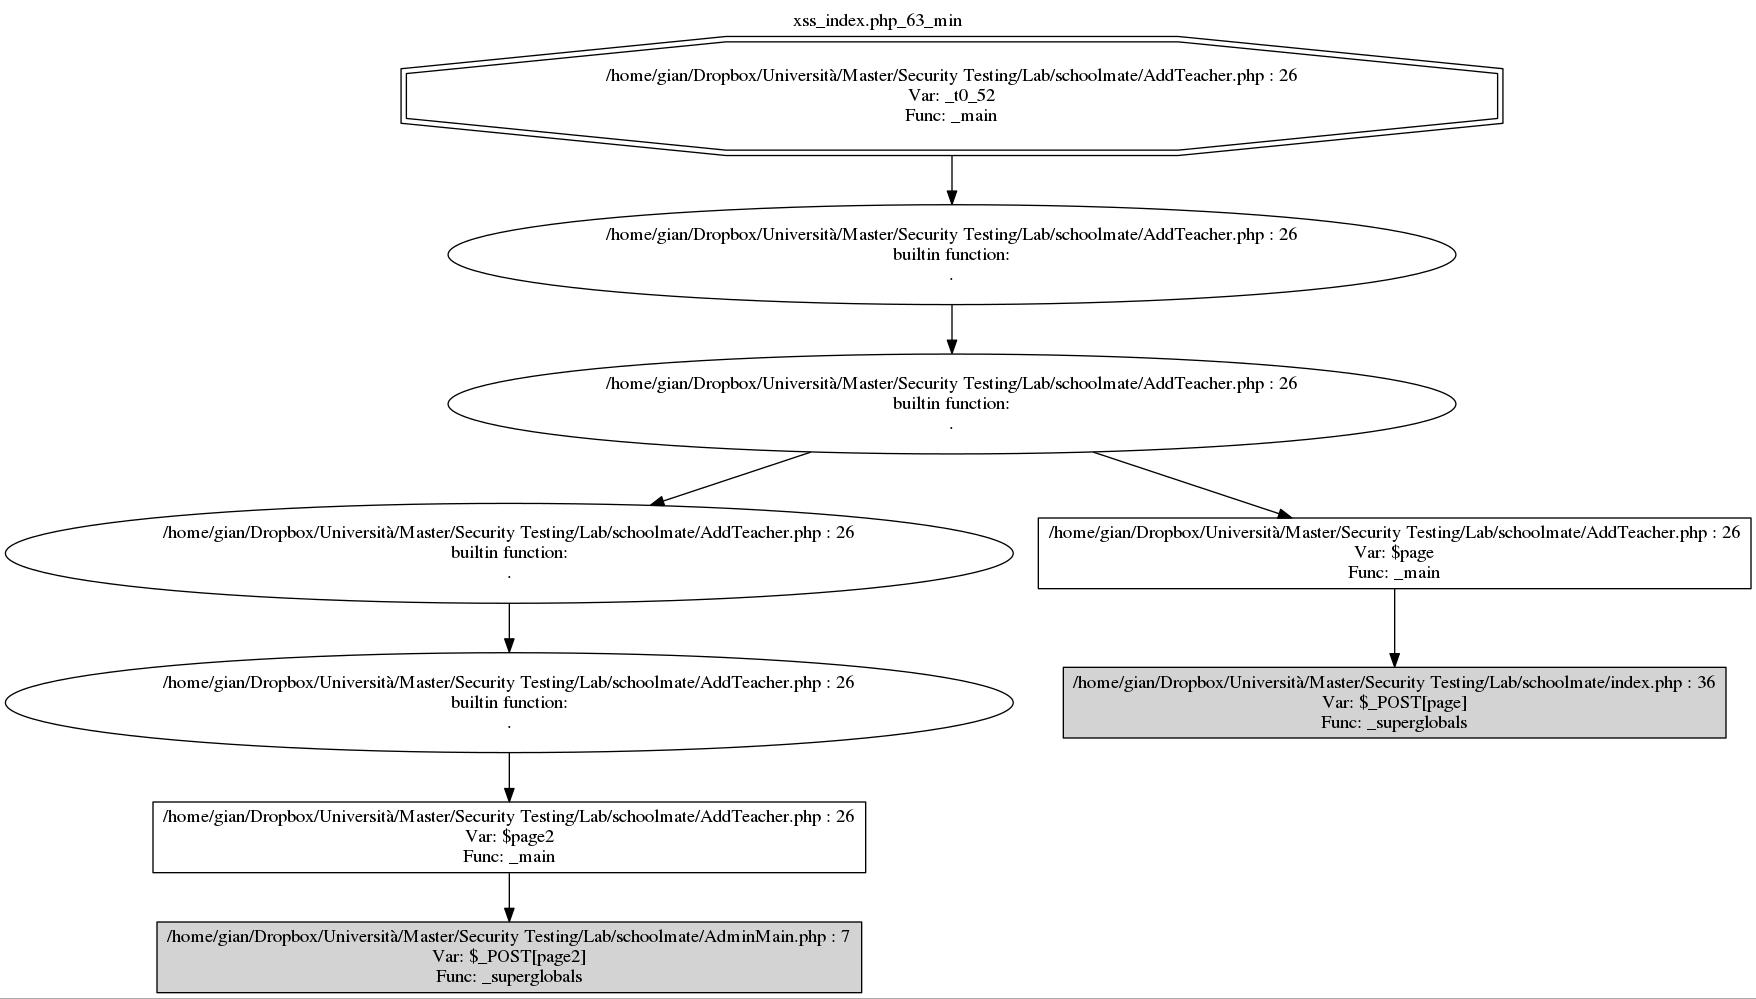 xss_index.php_63_min
/home/gian/Dropbox/Università/Master/Security Testing/Lab/schoolmate/AddTeacher.php : 26
Var: _t0_52
Func: _main
/home/gian/Dropbox/Università/Master/Security Testing/Lab/schoolmate/AddTeacher.php : 26
builtin function:
.
/home/gian/Dropbox/Università/Master/Security Testing/Lab/schoolmate/AddTeacher.php : 26
builtin function:
.
/home/gian/Dropbox/Università/Master/Security Testing/Lab/schoolmate/AddTeacher.php : 26
builtin function:
.
/home/gian/Dropbox/Università/Master/Security Testing/Lab/schoolmate/AddTeacher.php : 26
Var: $page
Func: _main
/home/gian/Dropbox/Università/Master/Security Testing/Lab/schoolmate/AddTeacher.php : 26
builtin function:
.
/home/gian/Dropbox/Università/Master/Security Testing/Lab/schoolmate/index.php : 36
Var: $_POST[page]
Func: _superglobals
/home/gian/Dropbox/Università/Master/Security Testing/Lab/schoolmate/AddTeacher.php : 26
Var: $page2
Func: _main
/home/gian/Dropbox/Università/Master/Security Testing/Lab/schoolmate/AdminMain.php : 7
Var: $_POST[page2]
Func: _superglobals